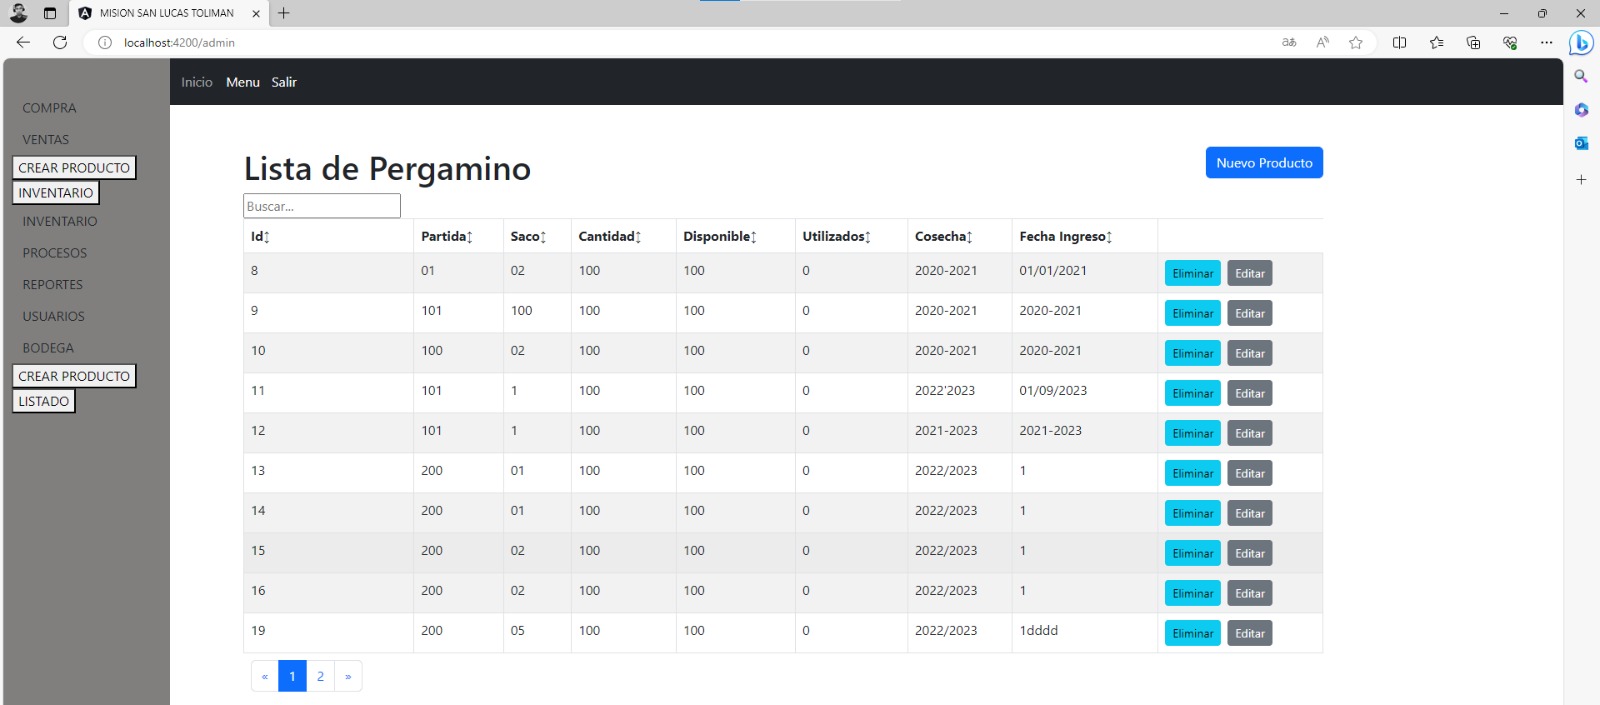 MISION SAN LUCAS TOLIMAN
localhost:4200/admin
Inicio Menu Salir
COMPRA
VENTAS
CREAR PRODUCTO
INVENTARIO
INVENTARIO
PROCESOS
REPORTES
USUARIOS
BODEGA
CREAR PRODUCTO
LISTADO
Lista de Pergamino
Nuevo Producto
Buscar...
Id↕ Partida↕ Saco↕ Cantidad↕ Disponible↕ Utilizados↕ Cosecha↕ Fecha Ingreso↕
8 01 02 100 100 0 2020-2021 01/01/2021 Eliminar Editar
9 101 100 100 100 0 2020-2021 2020-2021 Eliminar Editar
10 100 02 100 100 0 2020-2021 2020-2021 Eliminar Editar
11 101 1 100 100 0 2022'2023 01/09/2023 Eliminar Editar
12 101 1 100 100 0 2021-2023 2021-2023 Eliminar Editar
13 200 01 100 100 0 2022/2023 1 Eliminar Editar
14 200 01 100 100 0 2022/2023 1 Eliminar Editar
15 200 02 100 100 0 2022/2023 1 Eliminar Editar
16 200 02 100 100 0 2022/2023 1 Eliminar Editar
19 200 05 100 100 0 2022/2023 1dddd Eliminar Editar
« 1 2 »